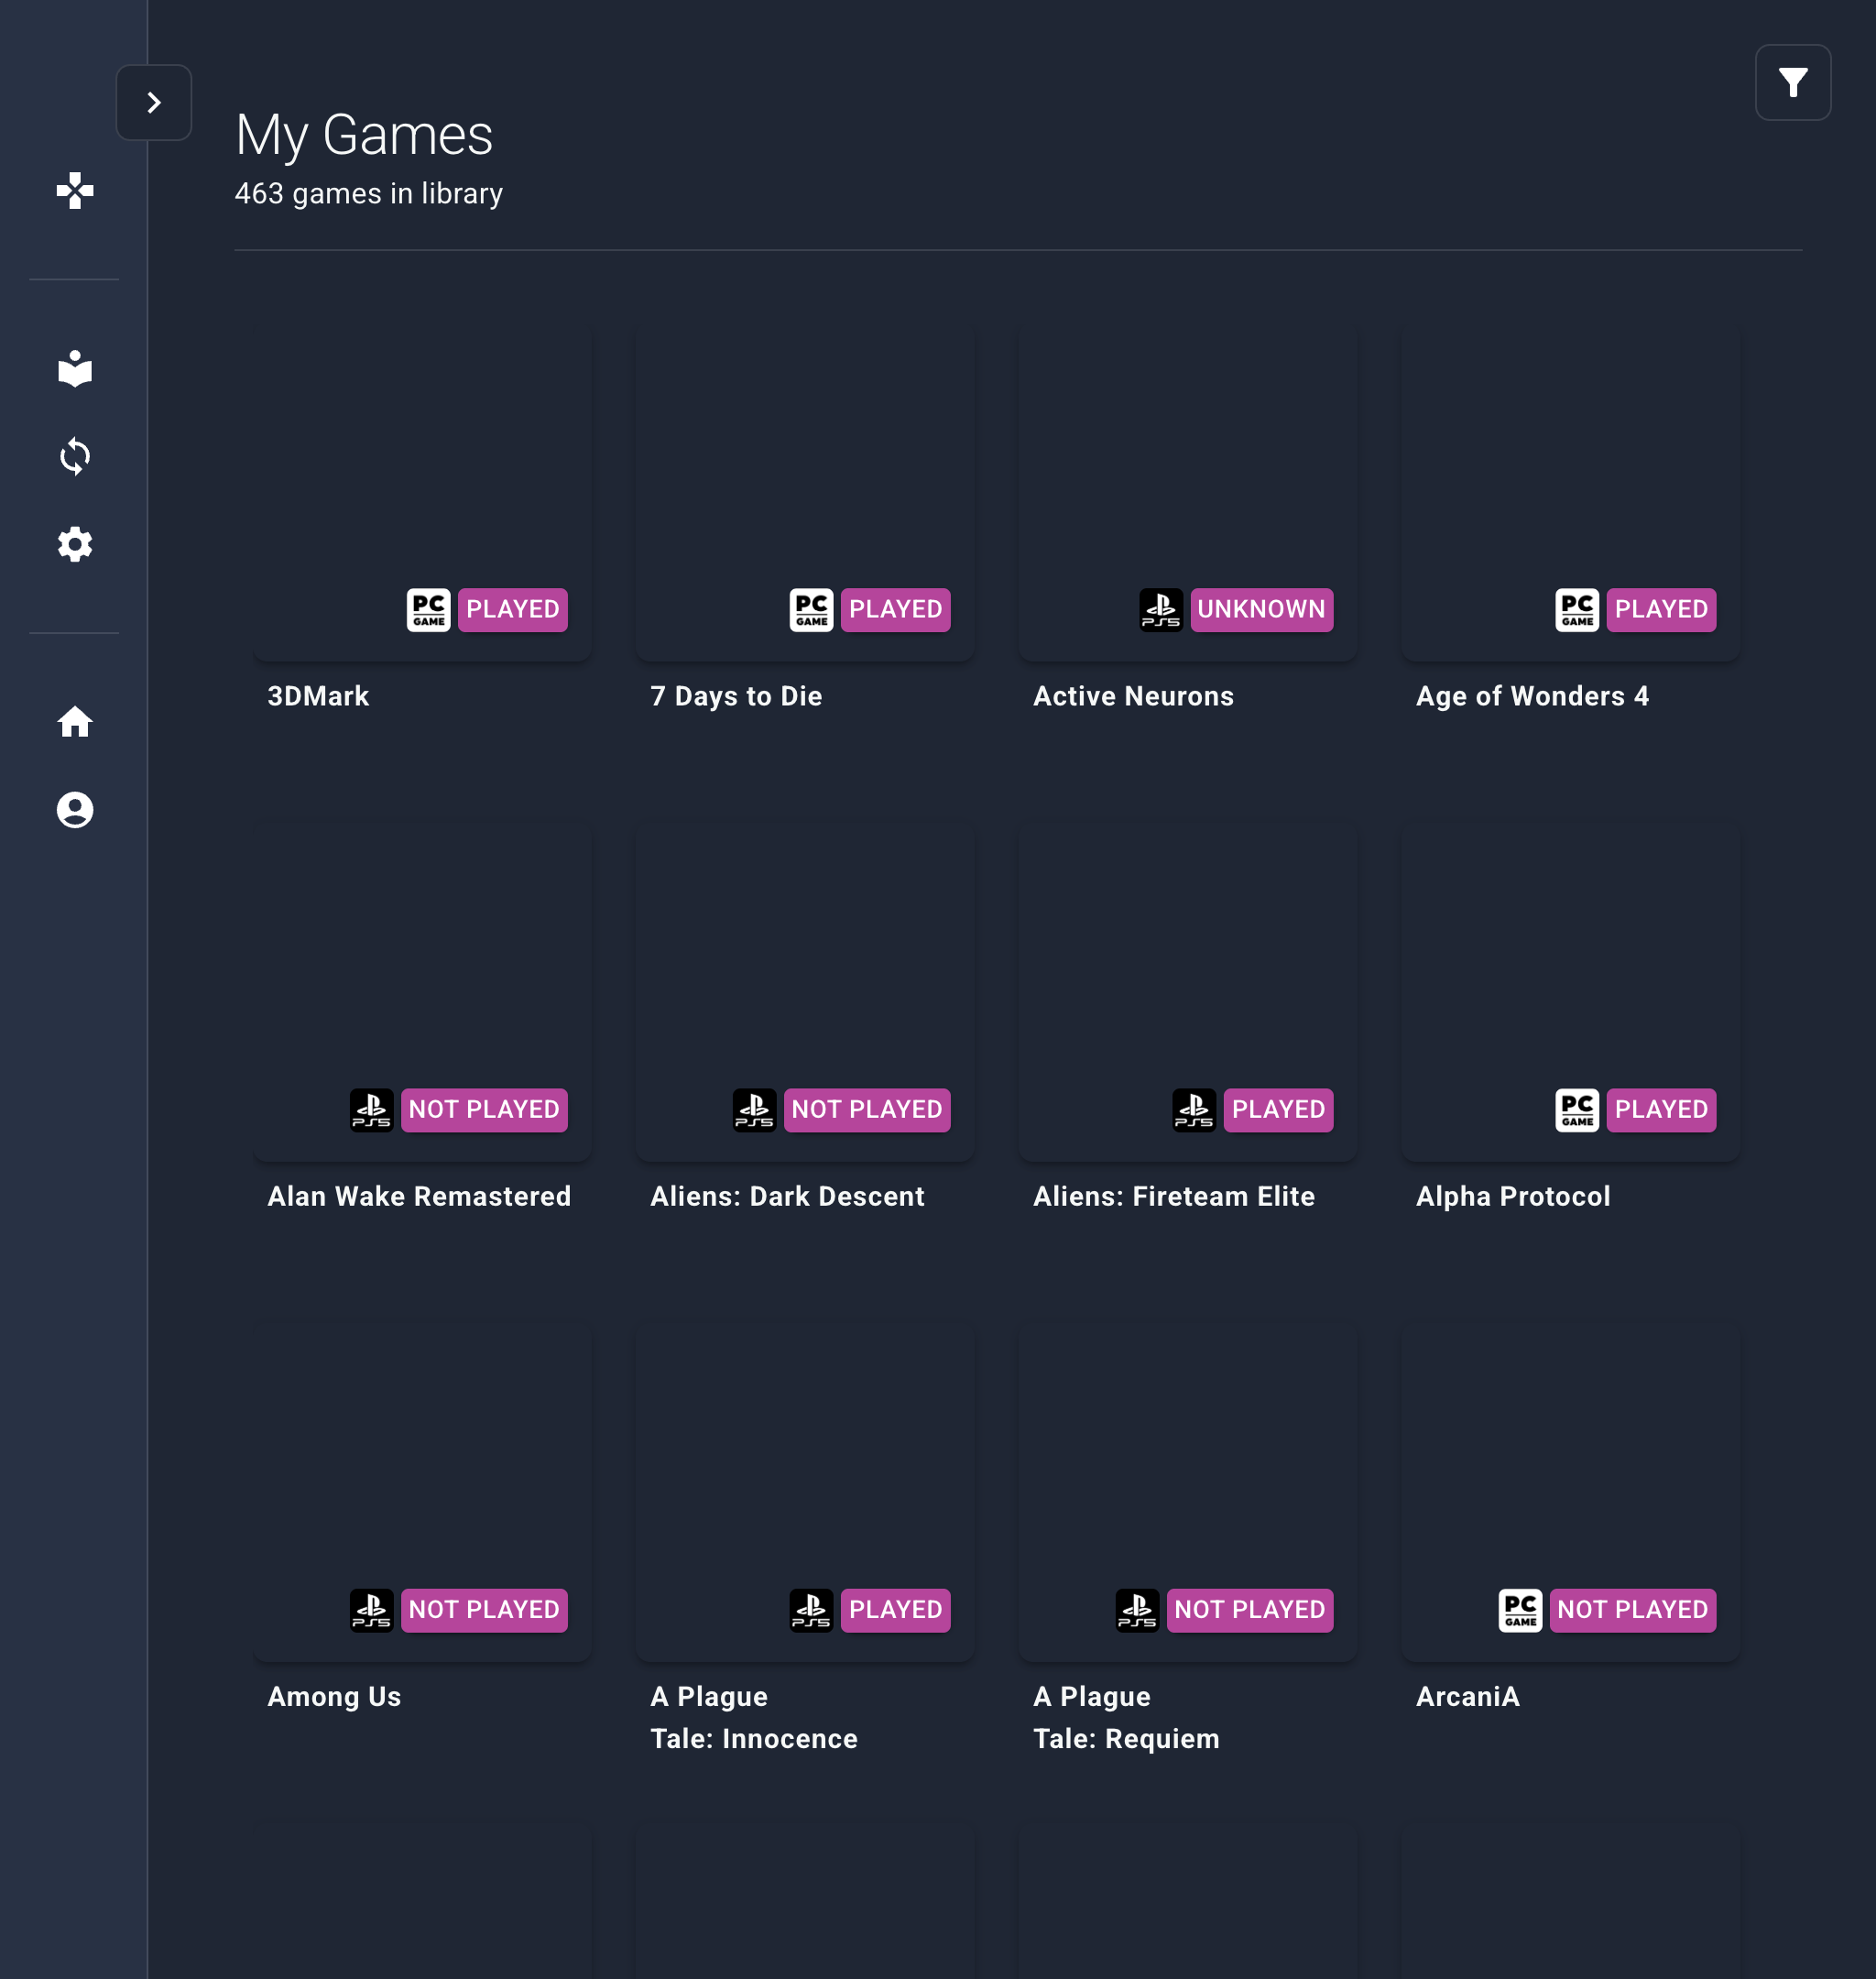 My Games
463 games in library
PC GAME PLAYED
PC GAME PLAYED
PS5 UNKNOWN
PC GAME PLAYED
3DMark
7 Days to Die
Active Neurons
Age of Wonders 4
PS5 NOT PLAYED
PS5 NOT PLAYED
PS5 PLAYED
PC GAME PLAYED
Alan Wake Remastered
Aliens: Dark Descent
Aliens: Fireteam Elite
Alpha Protocol
PS5 NOT PLAYED
PS5 PLAYED
PS5 NOT PLAYED
PC GAME NOT PLAYED
Among Us
A Plague
Tale: Innocence
A Plague
Tale: Requiem
ArcaniA